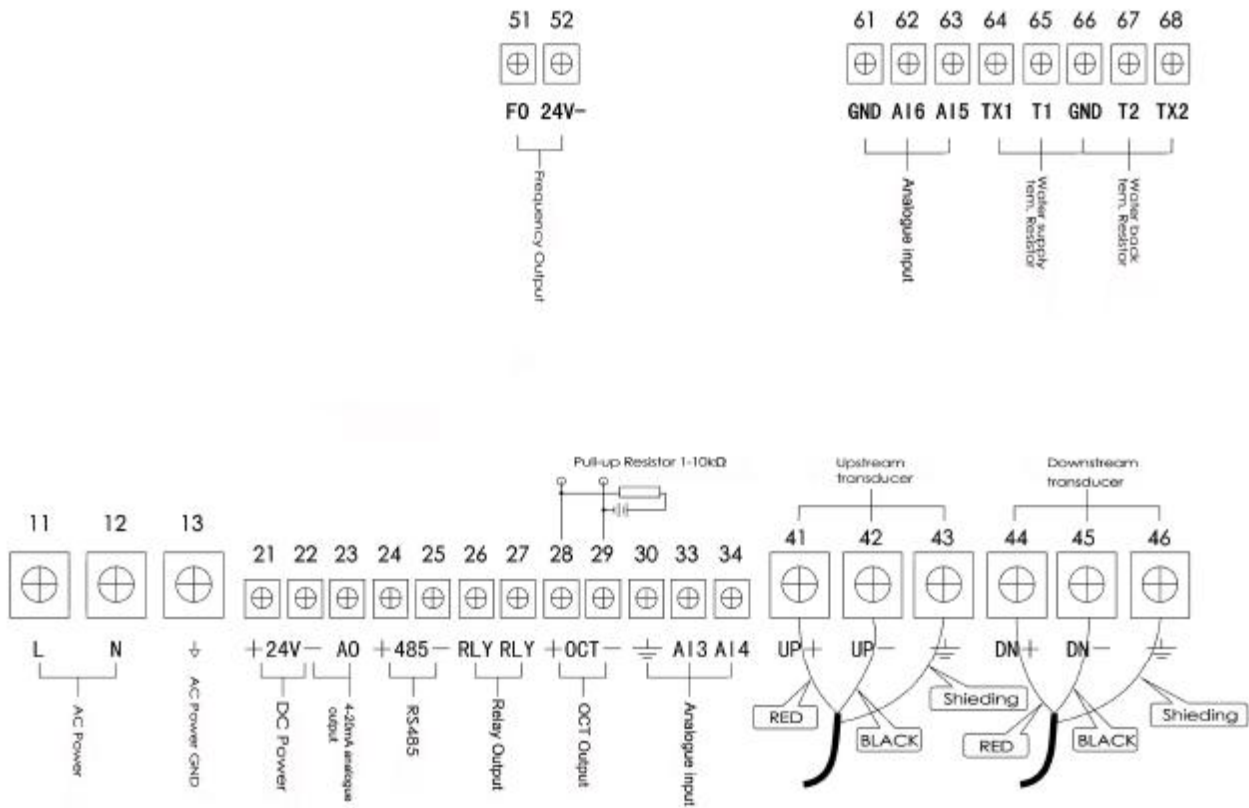 51 52
FO 24V-
Frequency Output
61 62 63 64 65 66 67 68
GND AI6 AI5 TX1 T1 GND T2 TX2
Analogue input
Water supply
tem. Resistor
Water back
tem. Resistor
Pull-up Resistor 1-10kΩ
Upstream
transducer
Downstream
transducer
11 12 13 21 22 23 24 25 26 27 28 29 30 33 34 41 42 43 44 45 46
L N +24V- AO +485- RLY RLY +OCT- AI3 AI4 UP+ UP- DN+ DN-
AC Power
AC Power GND
DC Power
4-20mA analogue
output
RS485
Relay Output
OCT Output
Analogue input
RED
BLACK
Shieding
RED
BLACK
Shieding